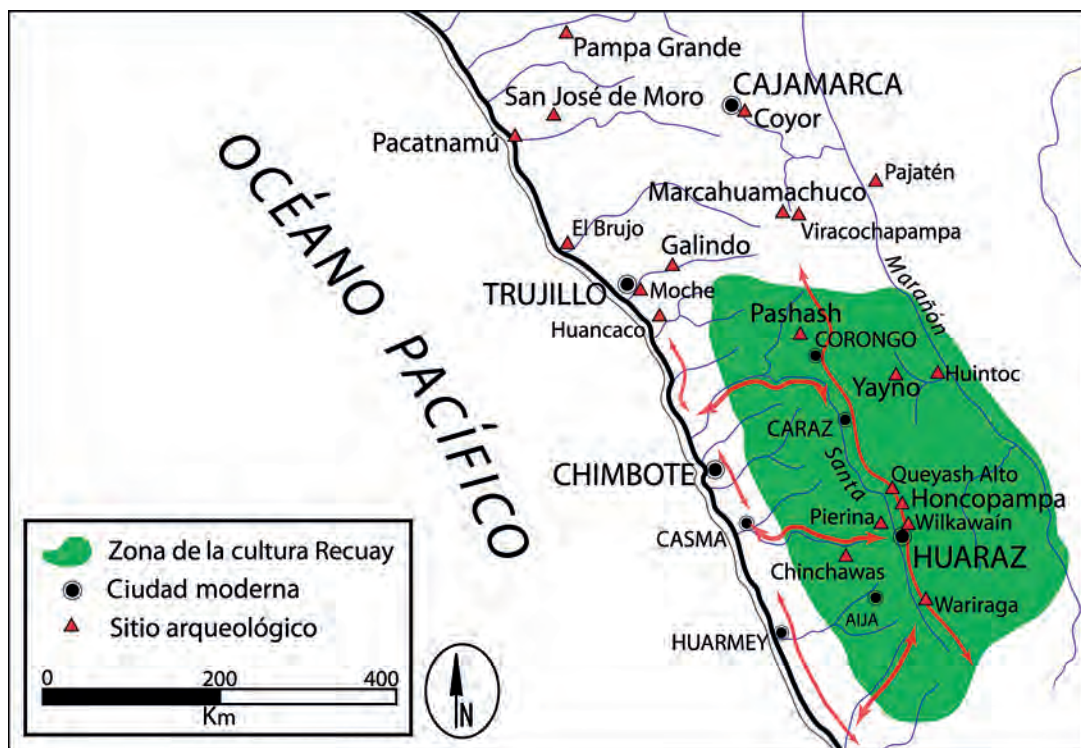 Pampa Grande
CAJAMARCA
San José de Moro
Coyor
Pacatnamú
Pajatén
Marcahuamachuco
Viracochapampa
El Brujo
Galindo
Marañón
TRUJILLO
Moche
Huancaco
Pashash
CORONGO
Yayno
Huintoc
OCÉANO PACÍFICO
CARAZ
Santa
CHIMBOTE
Queyash Alto
Honcopampa
Pierina
Wilkawaín
CASMA
HUARAZ
Chinchawas
Wariraga
AIJA
HUARMEY
Zona de la cultura Recuay
Ciudad moderna
Sitio arqueológico
0 200 400
Km
N